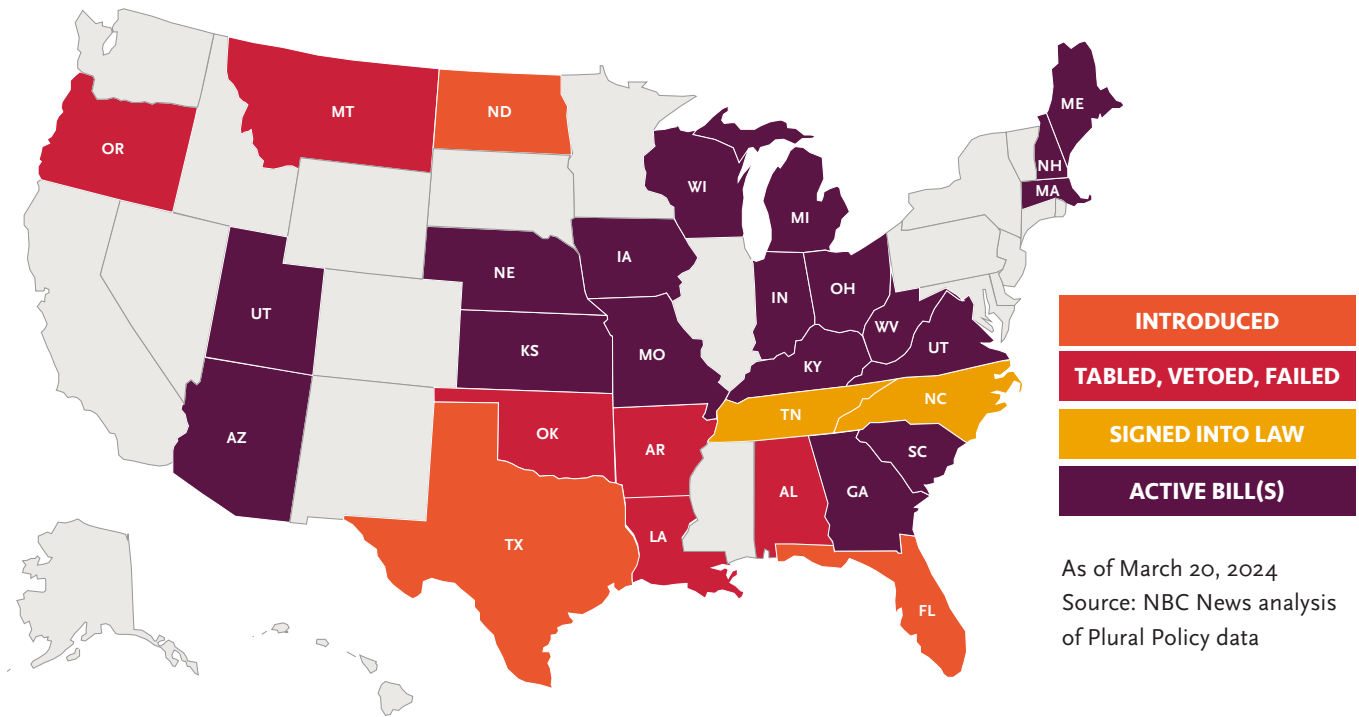 ME
MT
ND
OR
NH
WI
MA
MI
IA
NE
OH
IN
UT
WV
INTRODUCED
UT
KS
MO
KY
TABLED, VETOED, FAILED
NC
TN
SIGNED INTO LAW
AZ
OK
AR
SC
AL
GA
ACTIVE BILL(S)
LA
TX
As of March 20, 2024
Source: NBC News analysis
of Plural Policy data
FL